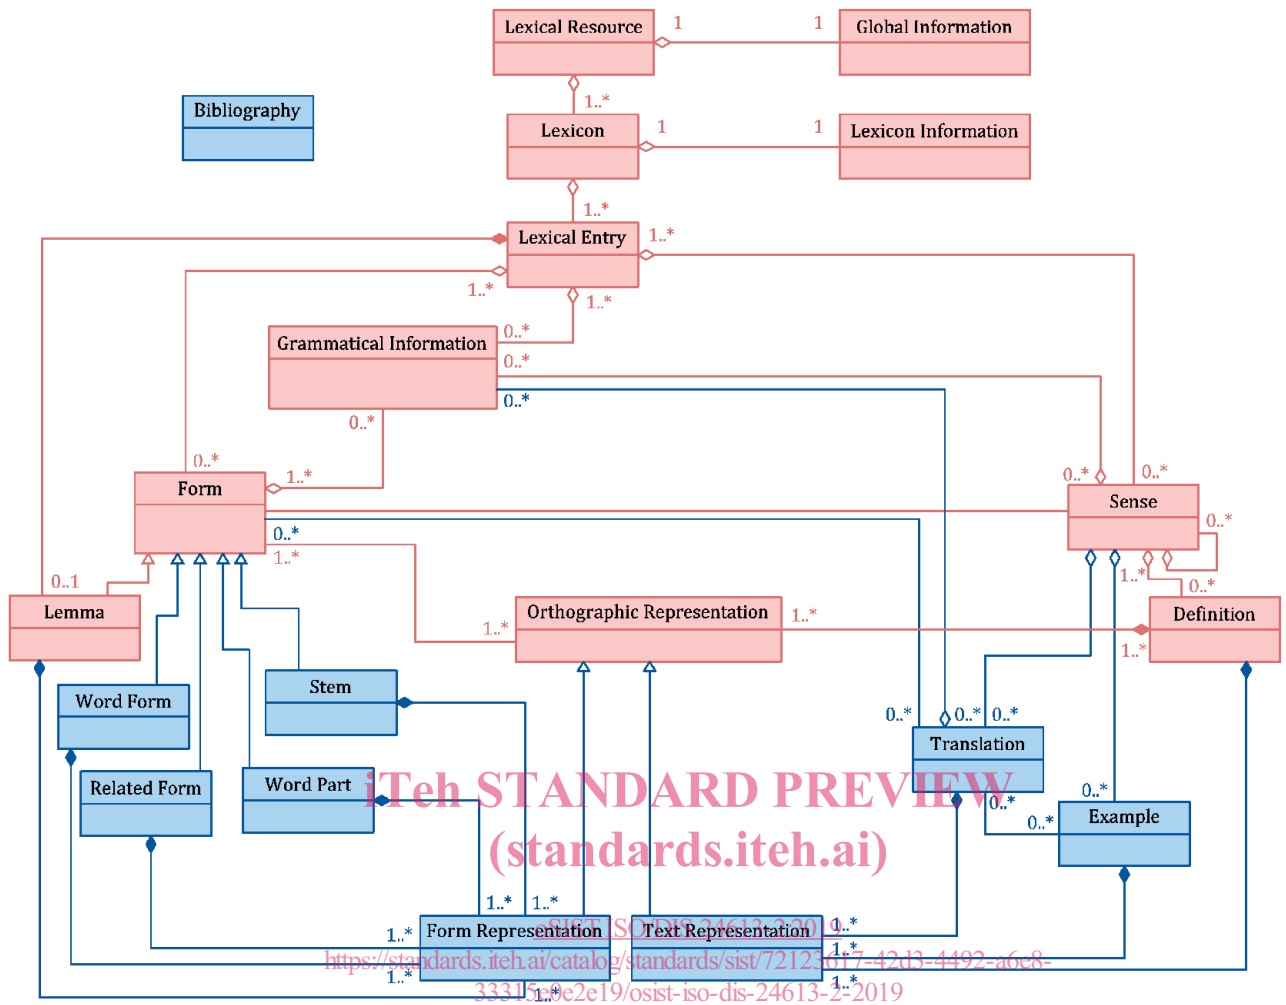 Lexical Resource
1
1
Global Information
1..*
Bibliography
Lexicon
1
1
Lexicon Information
1..*
Lexical Entry
1..*
1..*
1..*
0..*
Grammatical Information
0..*
0..*
0..*
0..*
1..*
Form
0..*
0..*
Sense
0..*
0..*
1..*
0..1
1..*
0..*
Lemma
Orthographic Representation
1..*
Definition
1..*
1..*
Stem
Word Form
0..*
0..*
0..*
Translation
Word Part
Related Form
iTeh STANDARD PREVIEW
0..*
0..*
0..*
Example
(standards.iteh.ai)
1..*
1..*
1..*
Form Representation
Text Representation
1..*
oSIST ISO/DIS 24613-2:2019
1..*
https://standards.iteh.ai/catalog/standards/sist/72123617-42d3-4492-a6e8-
1..*
1..*
1..*
33315e0e2e19/osist-iso-dis-24613-2-2019